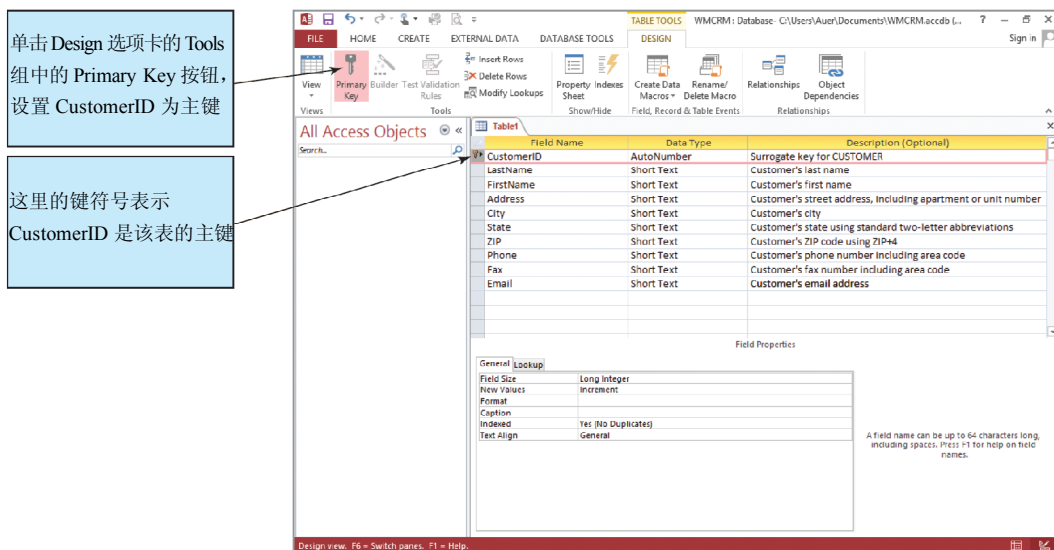 单击 Design 选项卡的 Tools
组中的 Primary Key 按钮，
设置 CustomerID 为主键
这里的键符号表示
CustomerID 是该表的主键
TABLE TOOLS
WMCRM : Database- C:\Users\Auer\Documents\WMCRM.accdb (...
?
FILE HOME CREATE EXTERNAL DATA DATABASE TOOLS DESIGN Sign in
View
Primary Key
Builder
Test Validation Rules
Insert Rows
Delete Rows
Modify Lookups
Property Sheet
Indexes
Create Data Macros
Rename/ Delete Macro
Relationships
Object Dependencies
Views Tools Show/Hide Field, Record & Table Events Relationships
All Access Objects
Search...
Table1
Field Name Data Type Description (Optional)
CustomerID AutoNumber Surrogate key for CUSTOMER
LastName Short Text Customer's last name
FirstName Short Text Customer's first name
Address Short Text Customer's street address, including apartment or unit number
City Short Text Customer's city
State Short Text Customer's state using standard two-letter abbreviations
ZIP Short Text Customer's ZIP code using ZIP+4
Phone Short Text Customer's phone number including area code
Fax Short Text Customer's fax number including area code
Email Short Text Customer's email address
Field Properties
General Lookup
Field Size Long Integer
New Values Increment
Format
Caption
Indexed Yes (No Duplicates)
Text Align General
A field name can be up to 64 characters long,
including spaces. Press F1 for help on field
names.
Design view. F6 = Switch panes. F1 = Help.